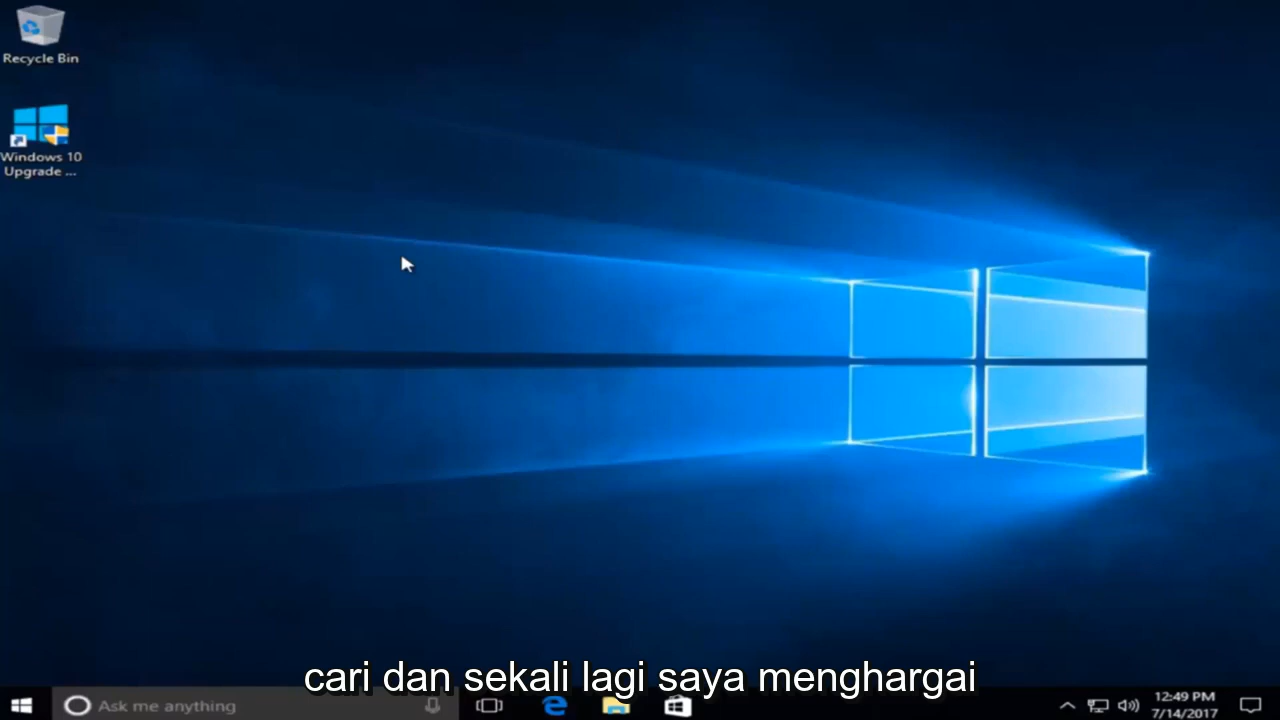 Recycle Bin
Windows 10
Upgrade ...
cari dan sekali lagi saya menghargai
Ask me anything
12:49 PM
7/14/2017